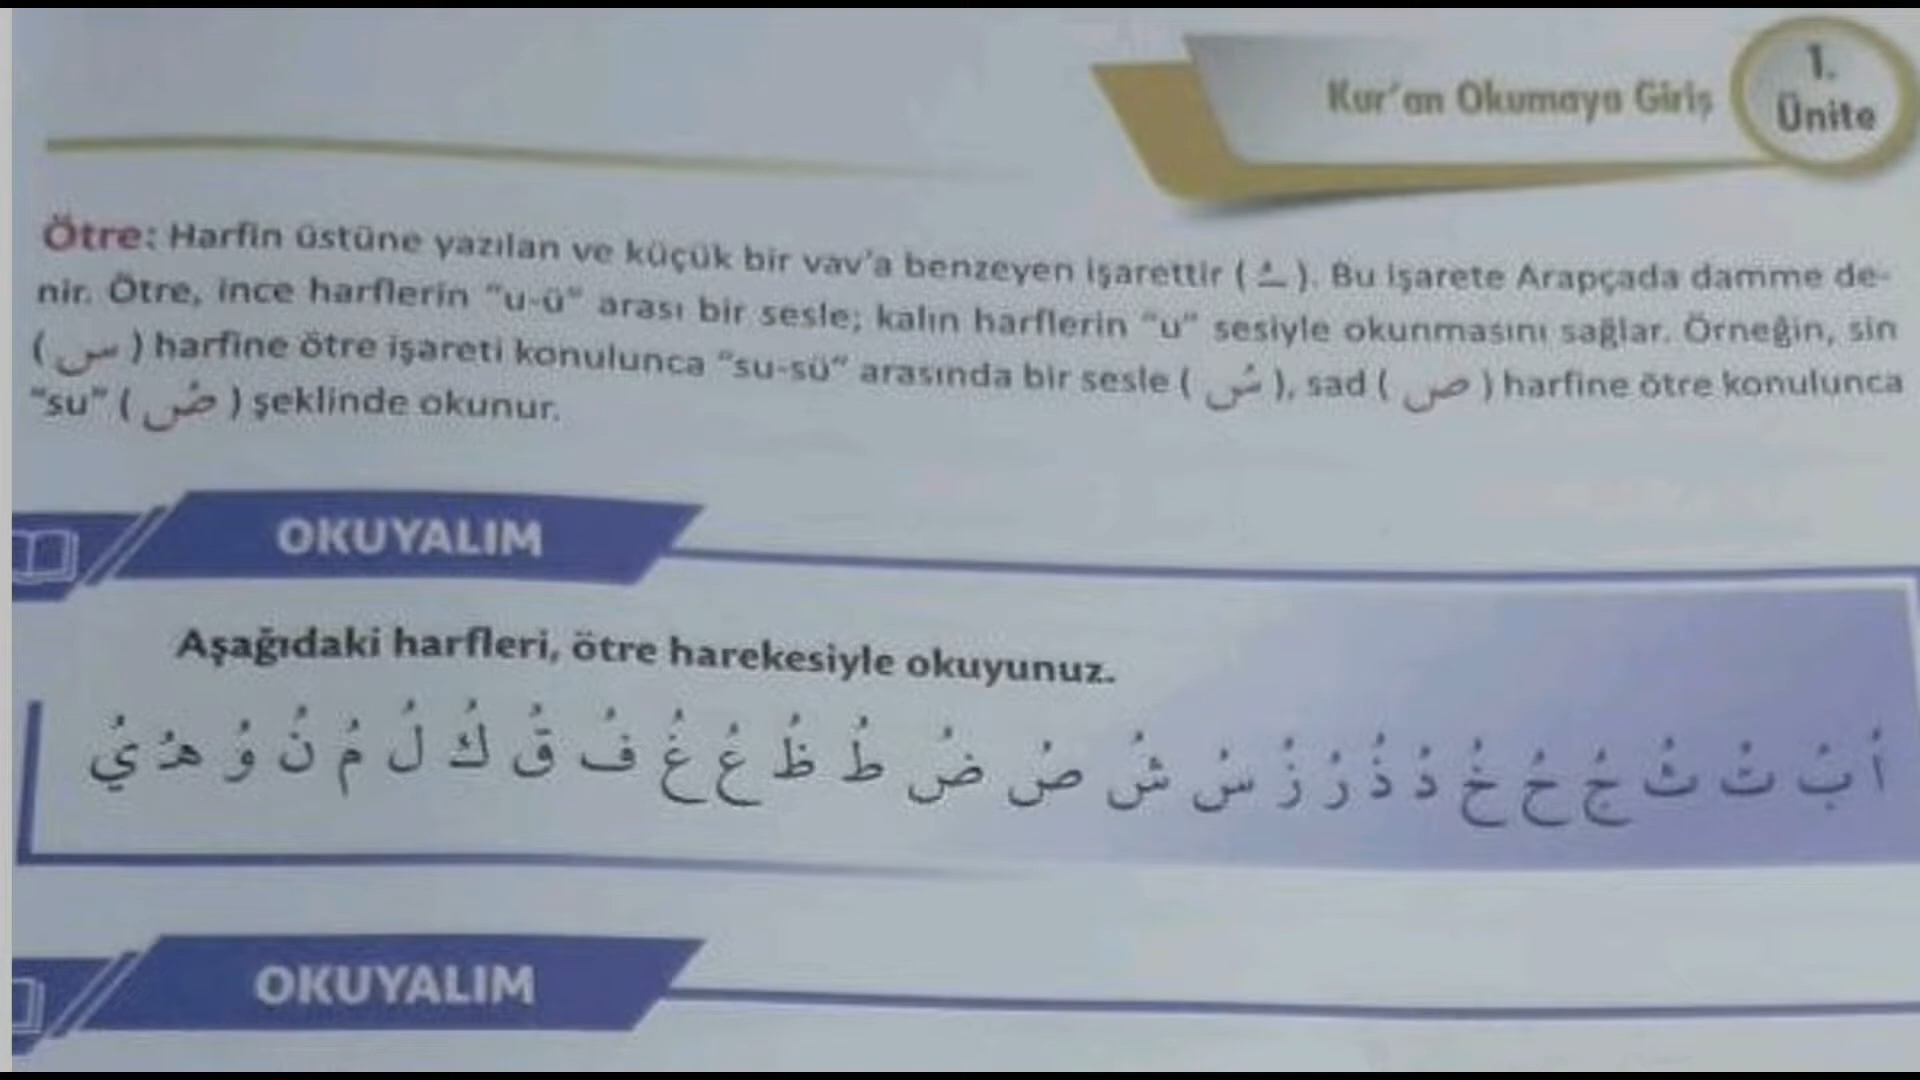 Kur'an Okumaya Giriş
1.
Ünite
Ötre: Harfin üstüne yazılan ve küçük bir vav'a benzeyen işarettir ( ـُ ). Bu işarete Arapçada damme de-
nir. Ötre, ince harflerin "u-ü" arası bir sesle; kalın harflerin "u" sesiyle okunmasını sağlar. Örneğin, sin
( س ) harfine ötre işareti konulunca "su-sü" arasında bir sesle ( سُ ), sad ( ص ) harfine ötre konulunca
"su" ( صُ ) şeklinde okunur.
OKUYALIM
Aşağıdaki harfleri, ötre harekesiyle okuyunuz.
اُ بُ تُ ثُ جُ حُ خُ دُ ذُ رُ زُ سُ شُ صُ ضُ طُ ظُ عُ غُ فُ قُ كُ لُ مُ نُ وُ هُ يُ
OKUYALIM